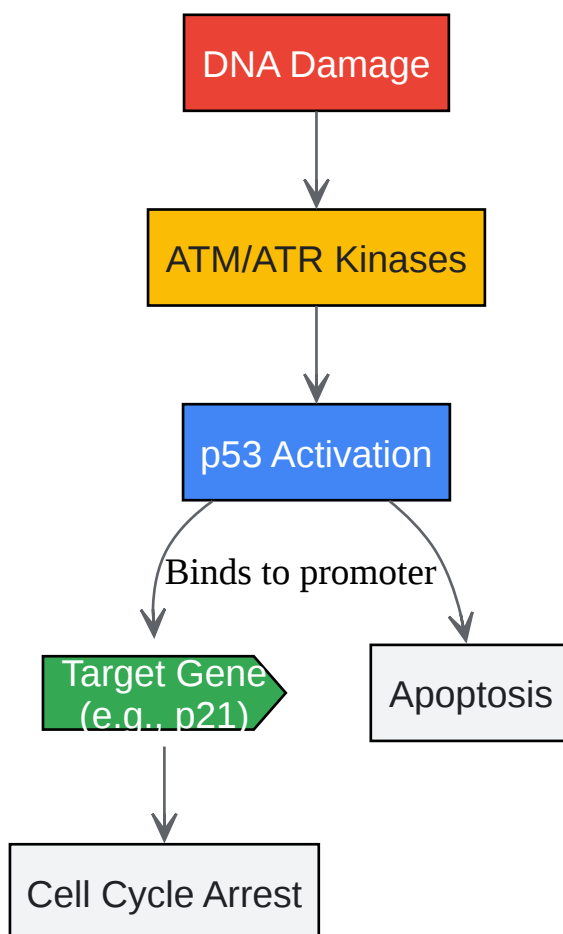 DNA Damage
ATM/ATR Kinases
p53 Activation
Binds to promoter
Target Gene
(e.g., p21)
Apoptosis
Cell Cycle Arrest